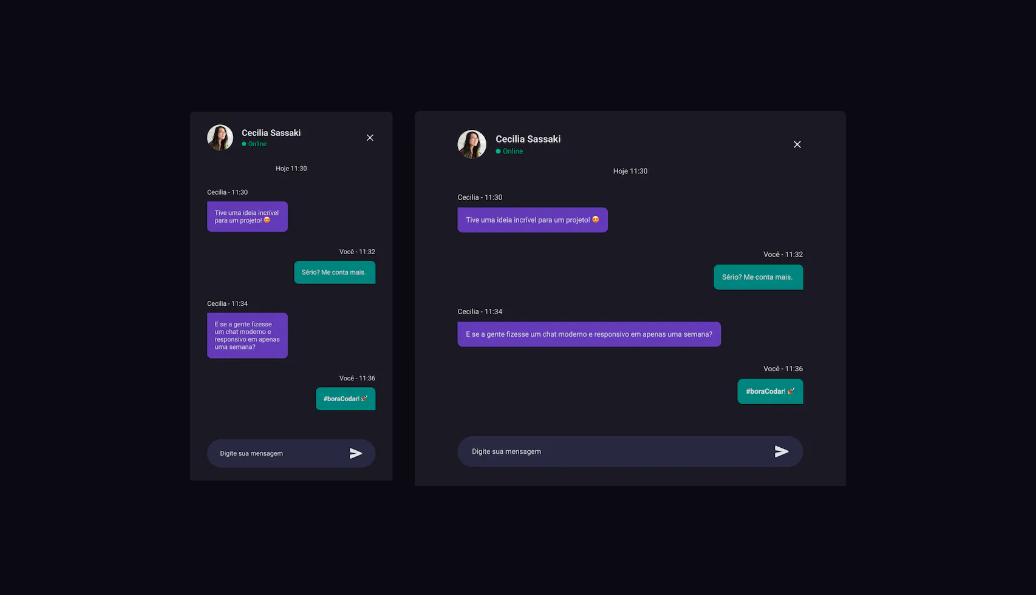 Cecilia Sassaki
Online
Hoje 11:30
Cecilia - 11:30
Tive uma ideia incrível
para um projeto! 😍
Você - 11:32
Sério? Me conta mais.
Cecilia - 11:34
E se a gente fizesse
um chat moderno e
responsivo em apenas
uma semana?
Você - 11:36
#boraCodar! 🚀
Digite sua mensagem
Cecilia Sassaki
Online
Hoje 11:30
Cecilia - 11:30
Tive uma ideia incrível para um projeto! 😍
Você - 11:32
Sério? Me conta mais.
Cecilia - 11:34
E se a gente fizesse um chat moderno e responsivo em apenas uma semana?
Você - 11:36
#boraCodar! 🚀
Digite sua mensagem